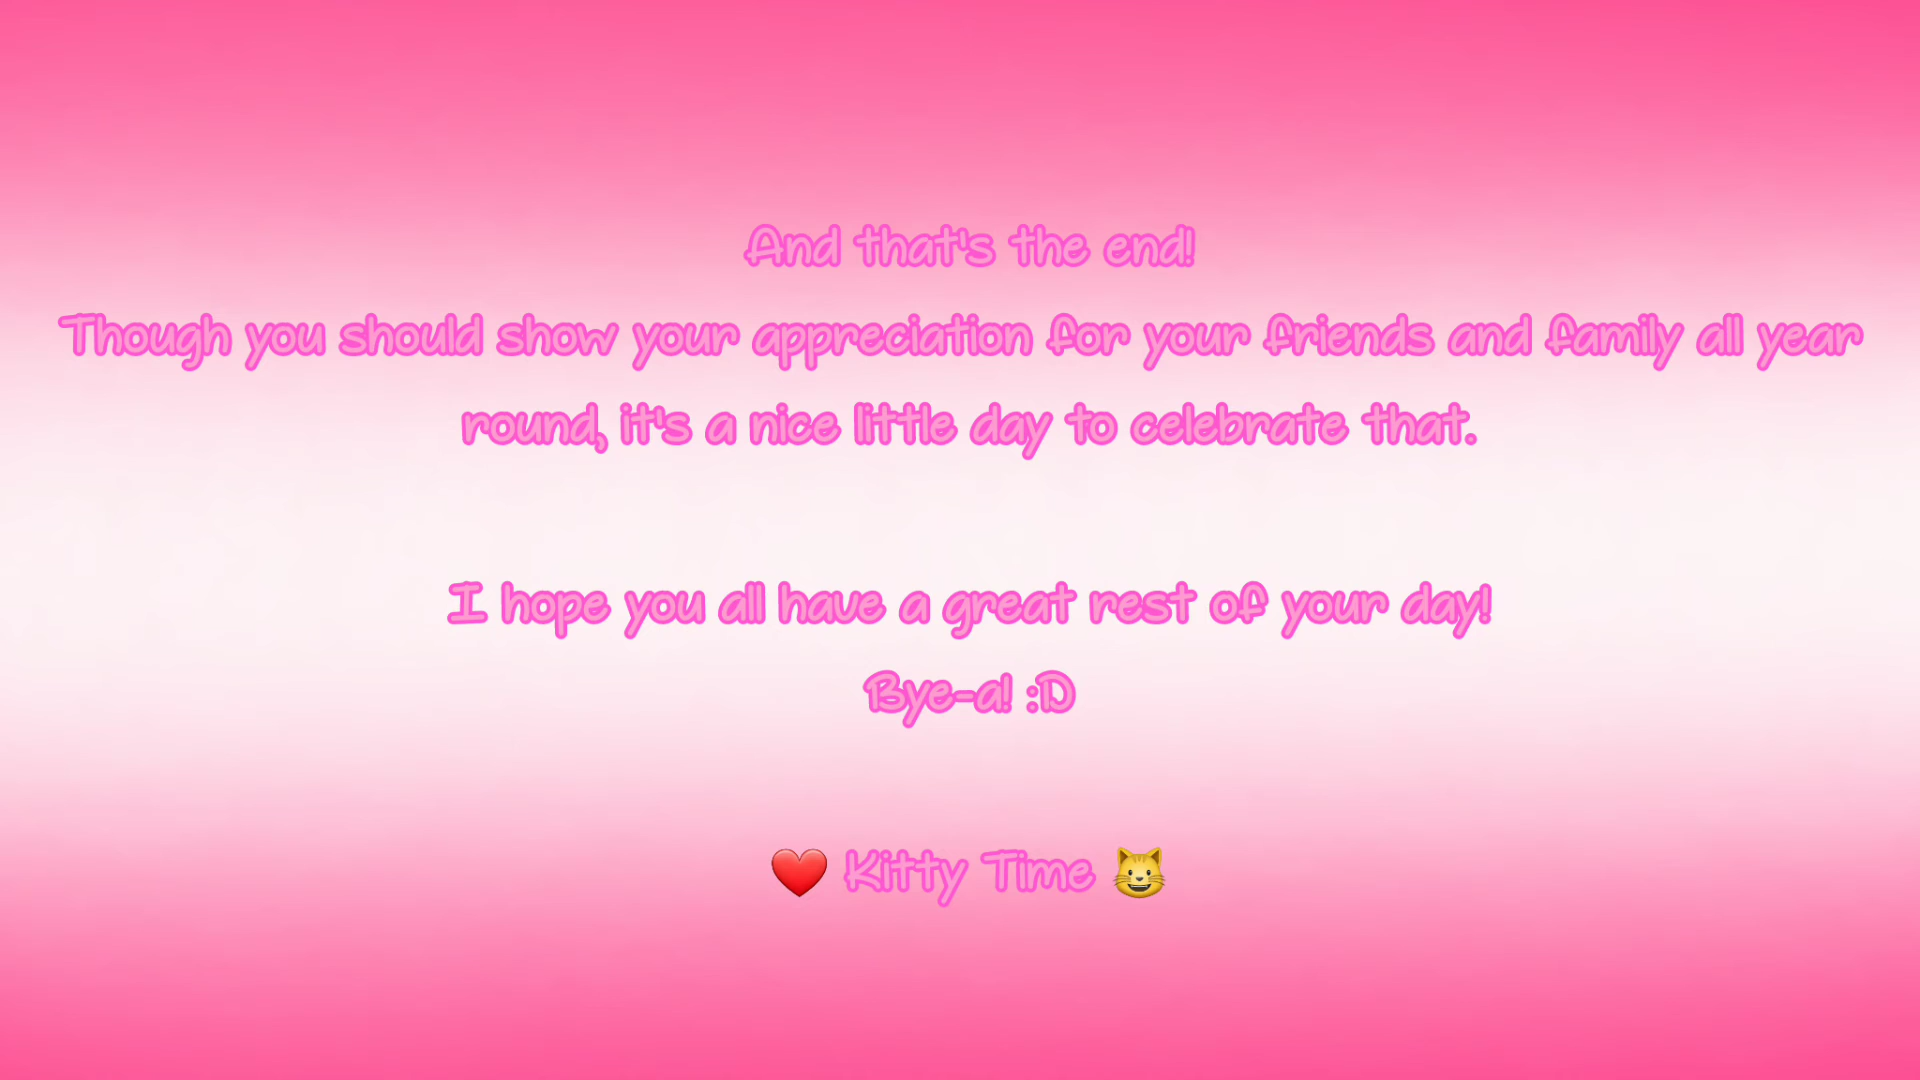 And that's the end!
Though you should show your appreciation for your friends and family all year
round, it's a nice little day to celebrate that.
I hope you all have a great rest of your day!
Bye-a! :D
❤️ Kitty Time 😺